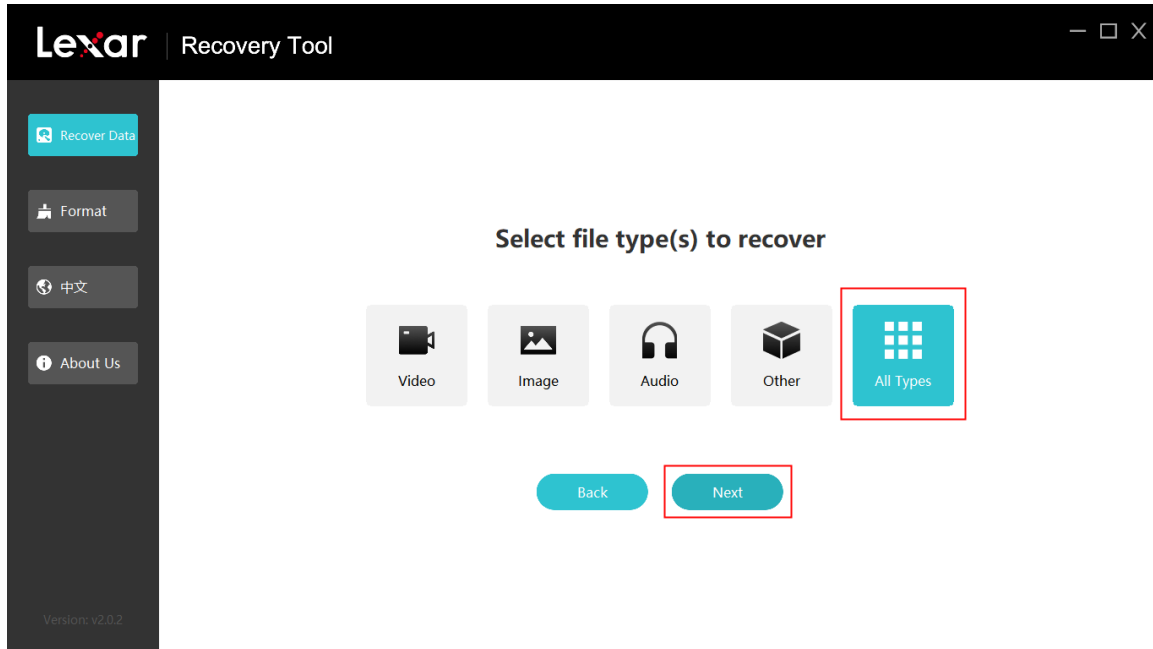 Lexar Recovery Tool
Recover Data
Format
中文
About Us
Version: v2.0.2
Select file type(s) to recover
Video Image Audio Other All Types
Back Next